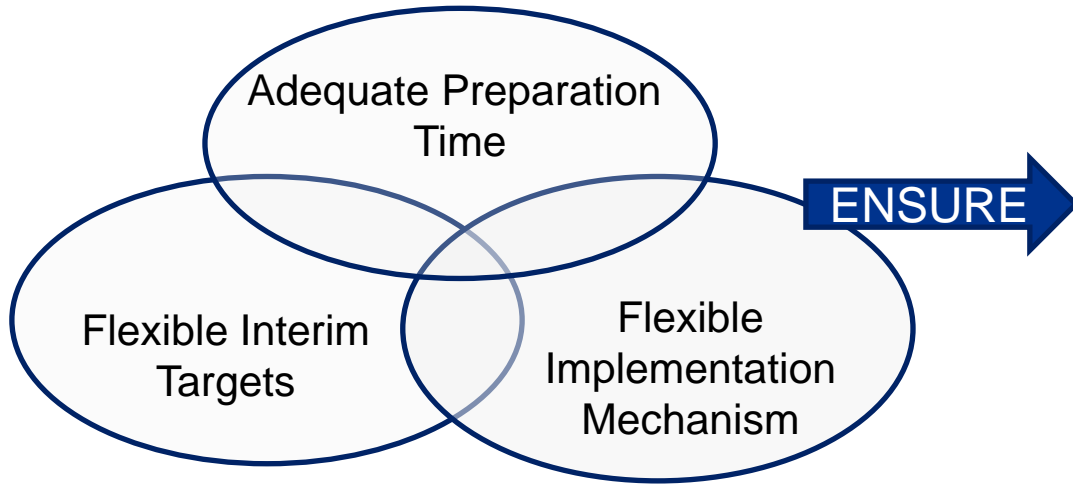 Adequate Preparation
Time
ENSURE
Flexible Interim
Targets
Flexible
Implementation
Mechanism